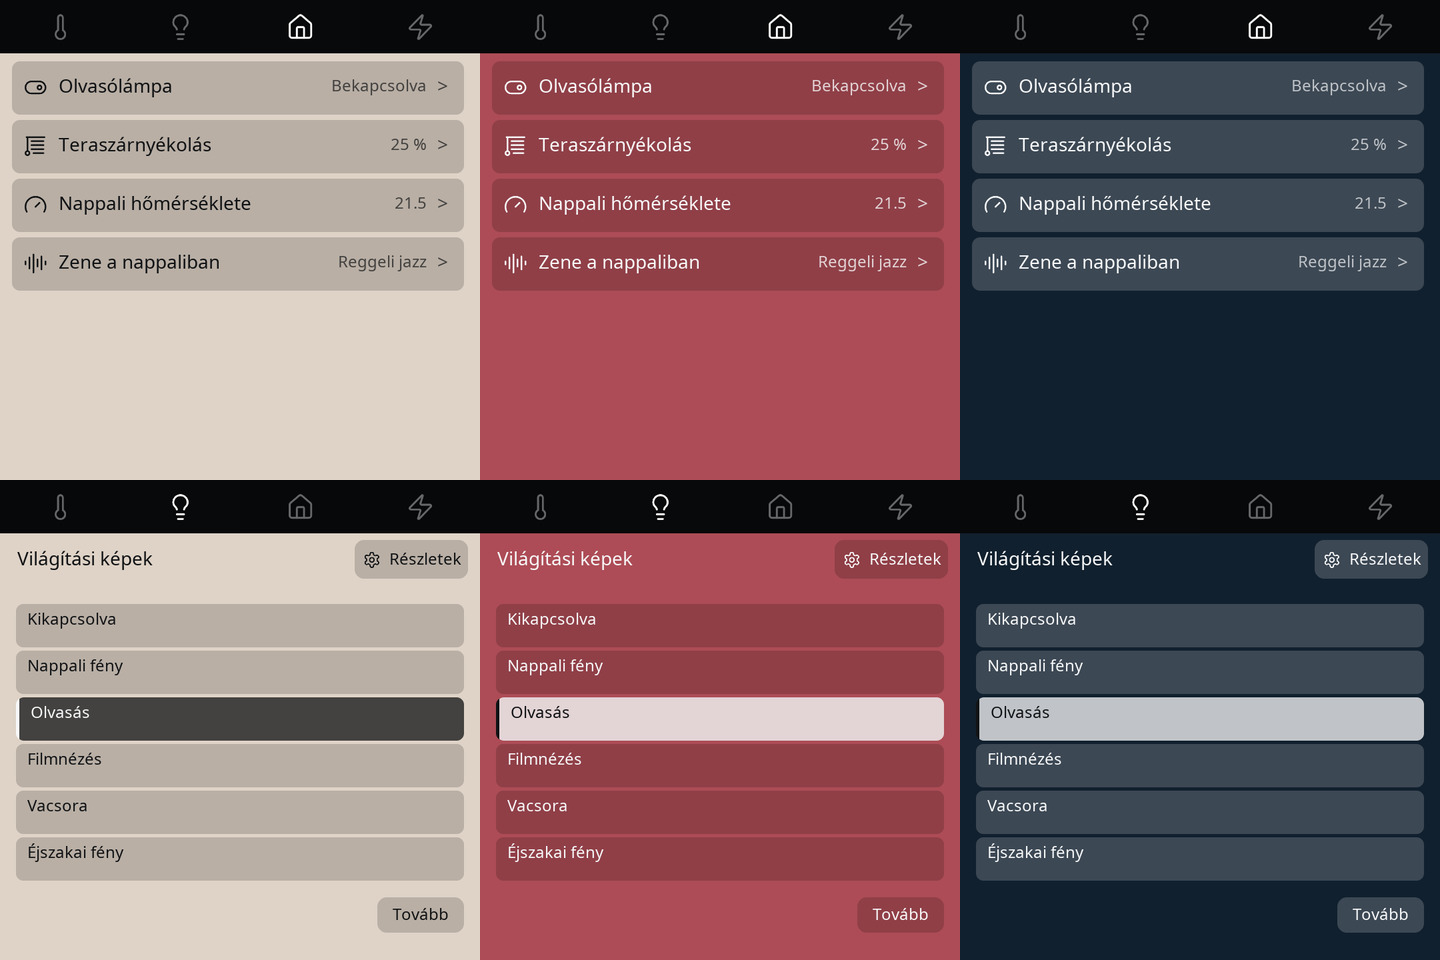 Olvasólámpa Bekapcsolva >
Teraszárnyékolás 25 % >
Nappali hőmérséklete 21.5 >
Zene a nappaliban Reggeli jazz >
Olvasólámpa Bekapcsolva >
Teraszárnyékolás 25 % >
Nappali hőmérséklete 21.5 >
Zene a nappaliban Reggeli jazz >
Olvasólámpa Bekapcsolva >
Teraszárnyékolás 25 % >
Nappali hőmérséklete 21.5 >
Zene a nappaliban Reggeli jazz >
Világítási képek Részletek
Kikapcsolva
Nappali fény
Olvasás
Filmnézés
Vacsora
Éjszakai fény
Tovább
Világítási képek Részletek
Kikapcsolva
Nappali fény
Olvasás
Filmnézés
Vacsora
Éjszakai fény
Tovább
Világítási képek Részletek
Kikapcsolva
Nappali fény
Olvasás
Filmnézés
Vacsora
Éjszakai fény
Tovább